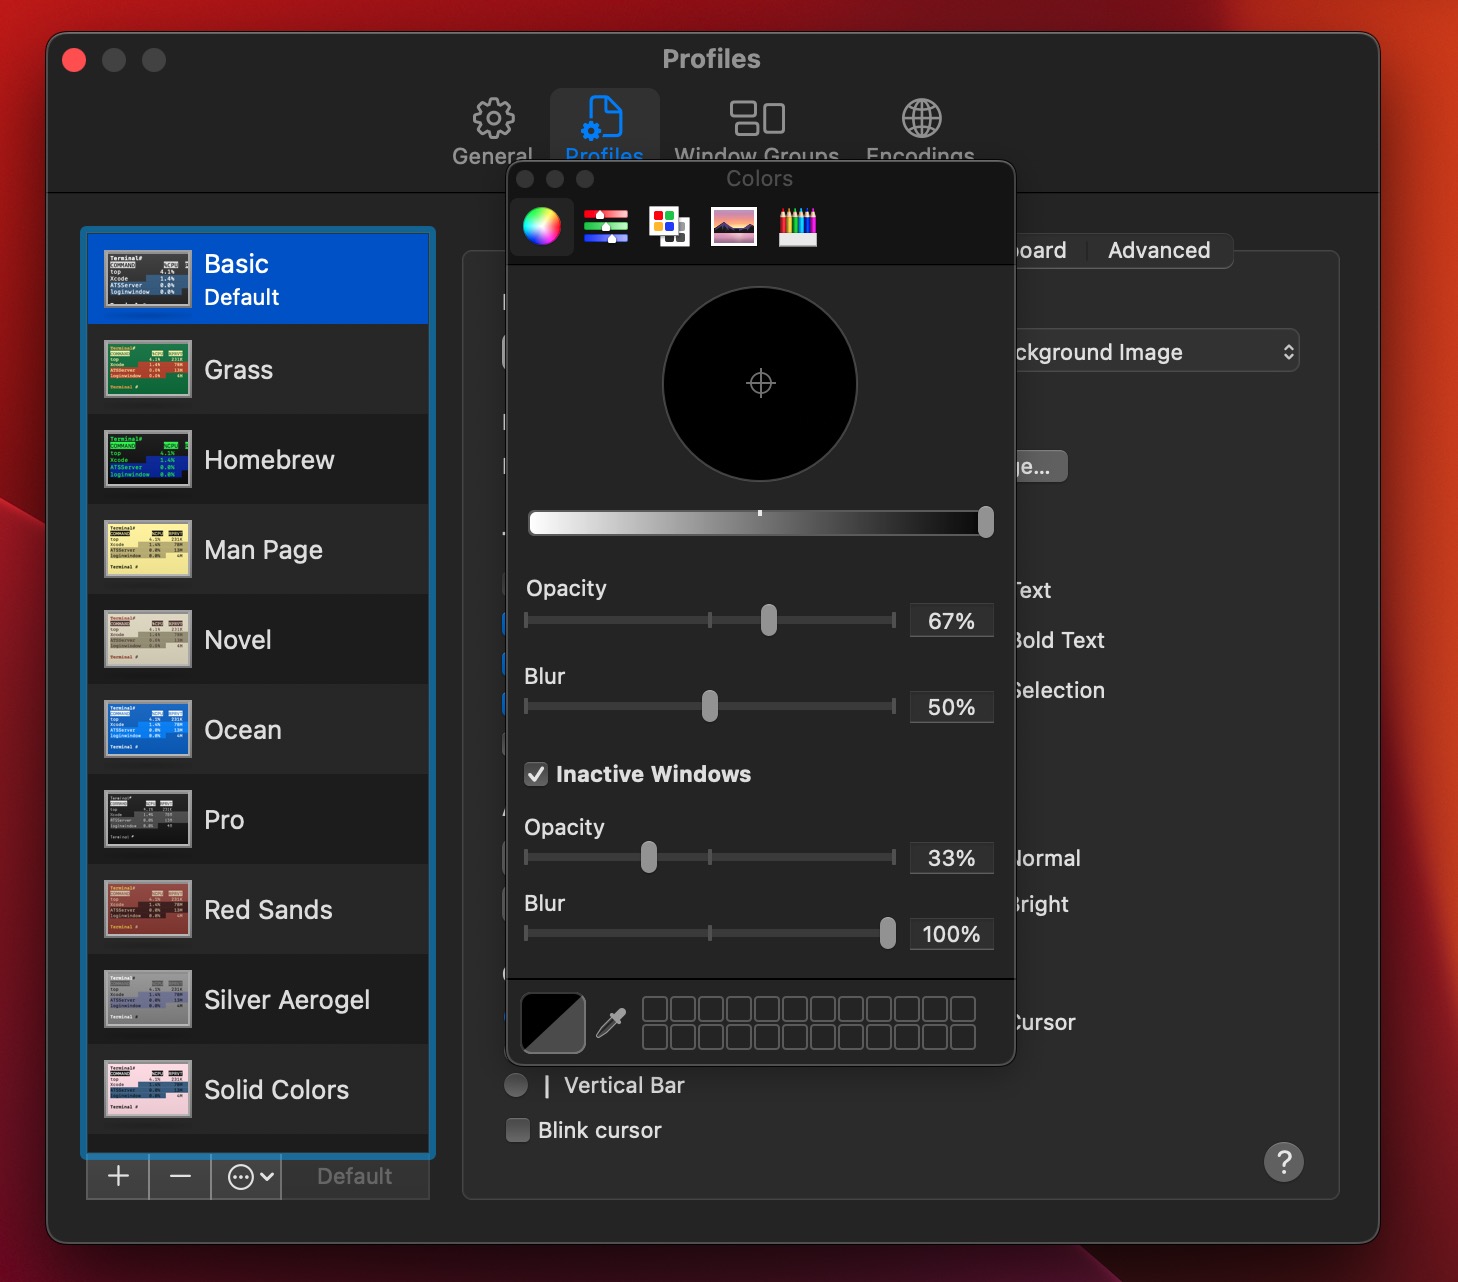 Profiles
General
Profiles
Window Groups
Encodings
Colors
Basic
Default
Grass
Homebrew
Man Page
Novel
Ocean
Pro
Red Sands
Silver Aerogel
Solid Colors
Default
oard
Advanced
ckground Image
ge...
Opacity
67%
Blur
50%
Inactive Windows
Opacity
33%
Blur
100%
Text
Bold Text
Selection
Normal
Bright
Cursor
| Vertical Bar
Blink cursor
?